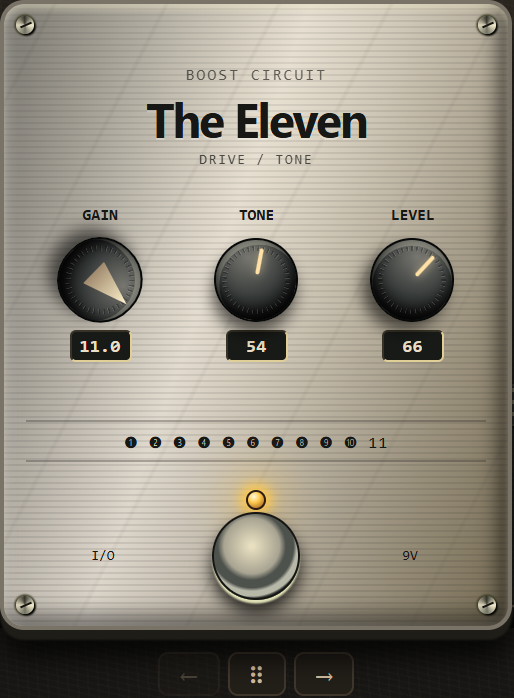 BOOST CIRCUIT
The Eleven
DRIVE / TONE
GAIN TONE LEVEL
11.0 54 66
❶ ❷ ❸ ❹ ❺ ❻ ❼ ❽ ❾ ❿ 11
I/O 9V
← ⠿ →